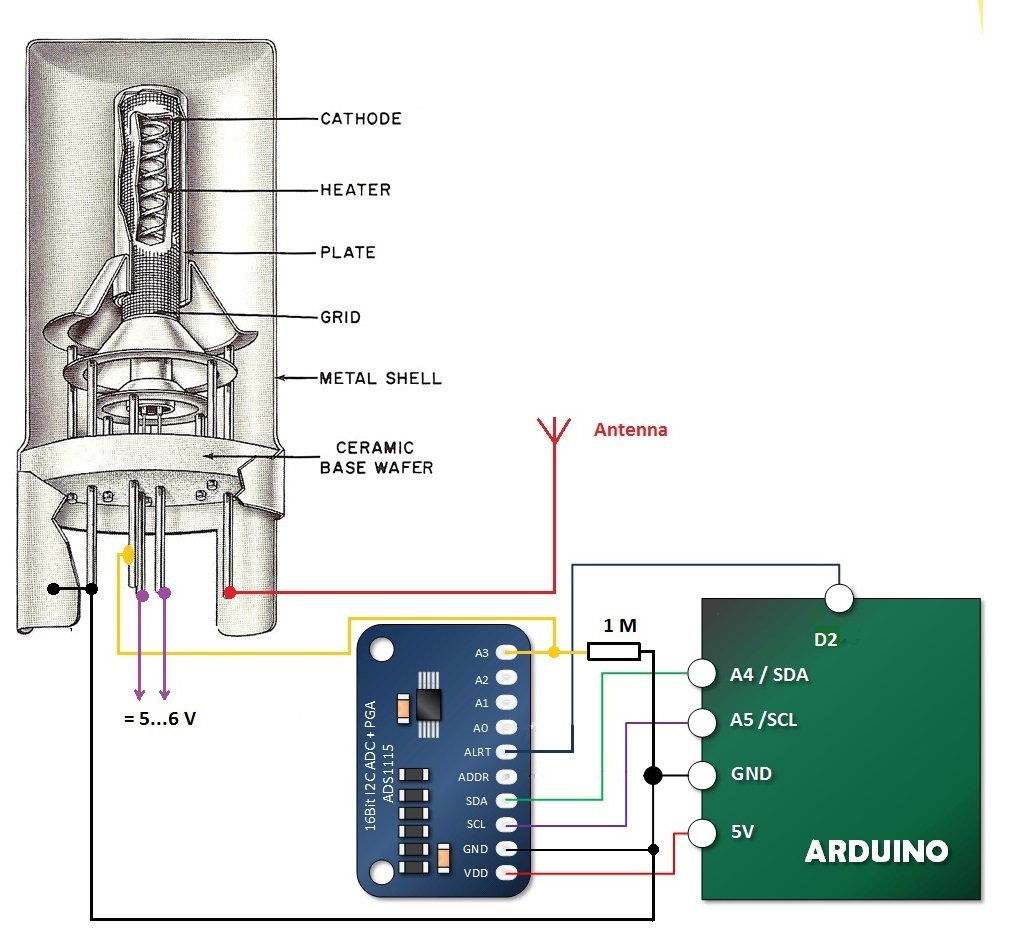 CATHODE
HEATER
PLATE
GRID
METAL SHELL
CERAMIC
BASE WAFER
Antenna
= 5...6 V
1 M
16Bit I2C ADC + PGA
ADS1115
A3
A2
A1
A0
ALRT
ADDR
SDA
SCL
GND
VDD
D2
A4 / SDA
A5 /SCL
GND
5V
ARDUINO